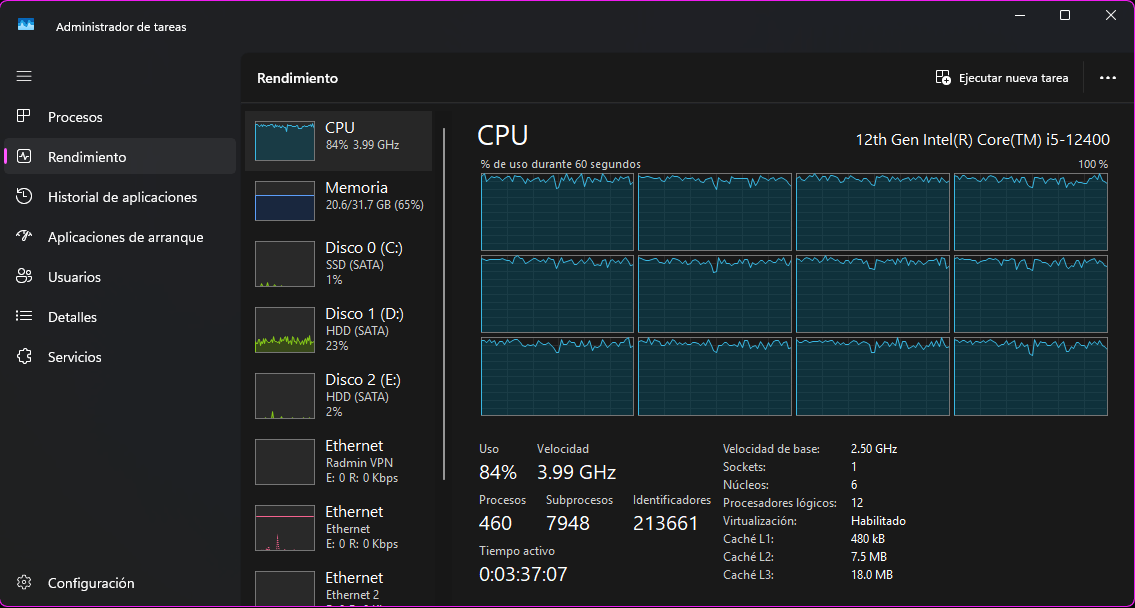 Administrador de tareas
Procesos
Rendimiento
Historial de aplicaciones
Aplicaciones de arranque
Usuarios
Detalles
Servicios
Configuración
Rendimiento
Ejecutar nueva tarea
CPU
84% 3.99 GHz
Memoria
20.6/31.7 GB (65%)
Disco 0 (C:)
SSD (SATA)
1%
Disco 1 (D:)
HDD (SATA)
23%
Disco 2 (E:)
HDD (SATA)
2%
Ethernet
Radmin VPN
E: 0 R: 0 Kbps
Ethernet
Ethernet
E: 0 R: 0 Kbps
Ethernet
Ethernet 2
CPU
12th Gen Intel(R) Core(TM) i5-12400
% de uso durante 60 segundos
100 %
Uso
Velocidad
84%
3.99 GHz
Procesos
Subprocesos
Identificadores
460
7948
213661
Tiempo activo
0:03:37:07
Velocidad de base: 2.50 GHz
Sockets: 1
Núcleos: 6
Procesadores lógicos: 12
Virtualización: Habilitado
Caché L1: 480 kB
Caché L2: 7.5 MB
Caché L3: 18.0 MB